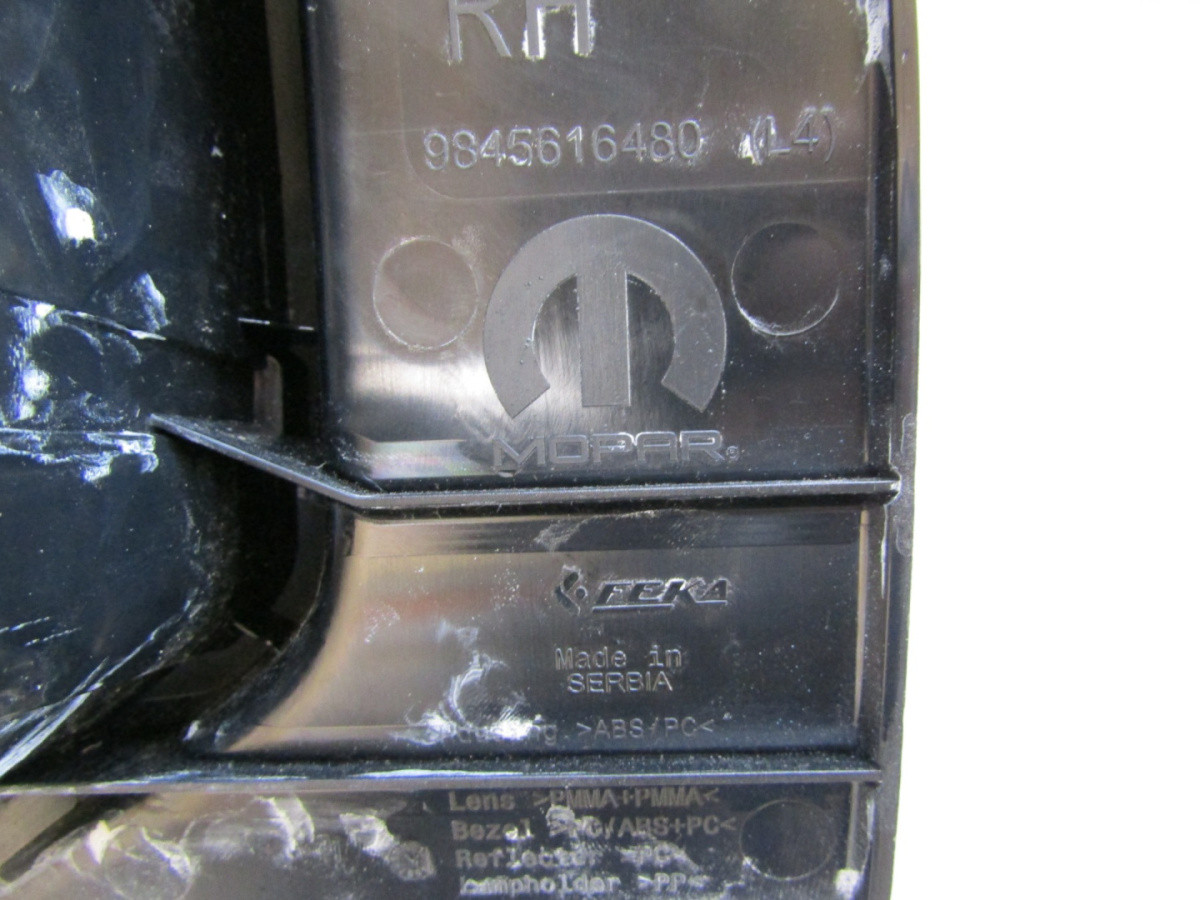 RH
9845616480 (L4)
MOPAR®
FEKA
Made in
SERBIA
Housing >ABS/PC<
Lens >PMMA+PMMA<
Bezel >PC/ABS+PC<
Reflector >PC<
Lampholder >PP<